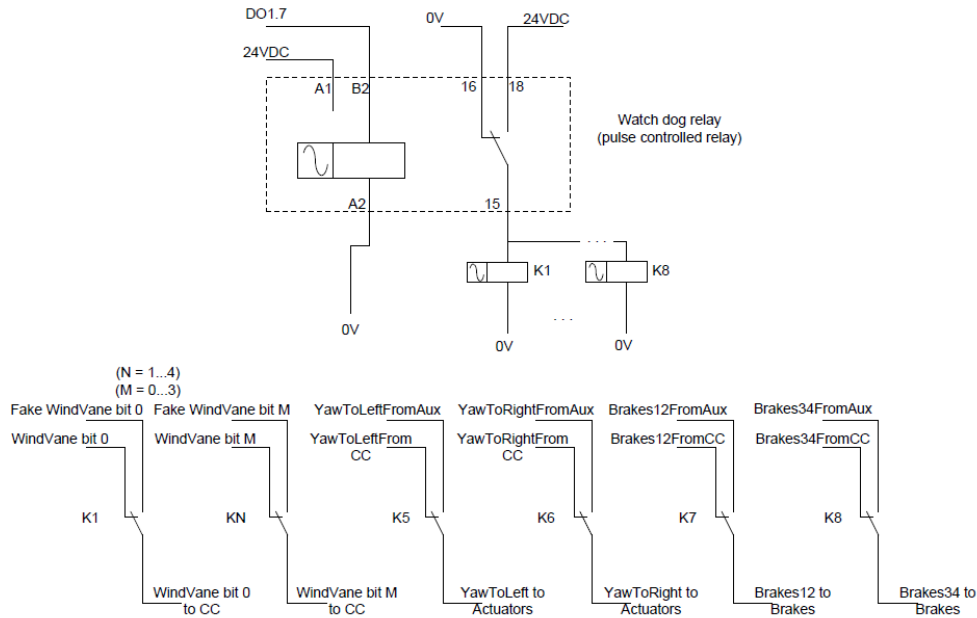 DO1.7
0V
24VDC
24VDC
A1
B2
16
18
Watch dog relay
(pulse controlled relay)
A2
15
K1
. . .
K8
0V
. . .
0V
0V
(N = 1...4)
(M = 0...3)
Fake WindVane bit 0
Fake WindVane bit M
YawToLeftFromAux
YawToRightFromAux
Brakes12FromAux
Brakes34FromAux
WindVane bit 0
WindVane bit M
YawToLeftFrom
CC
YawToRightFrom
CC
Brakes12FromCC
Brakes34FromCC
K1
KN
K5
K6
K7
K8
WindVane bit 0
to CC
WindVane bit M
to CC
YawToLeft to
Actuators
YawToRight to
Actuators
Brakes12 to
Brakes
Brakes34 to
Brakes